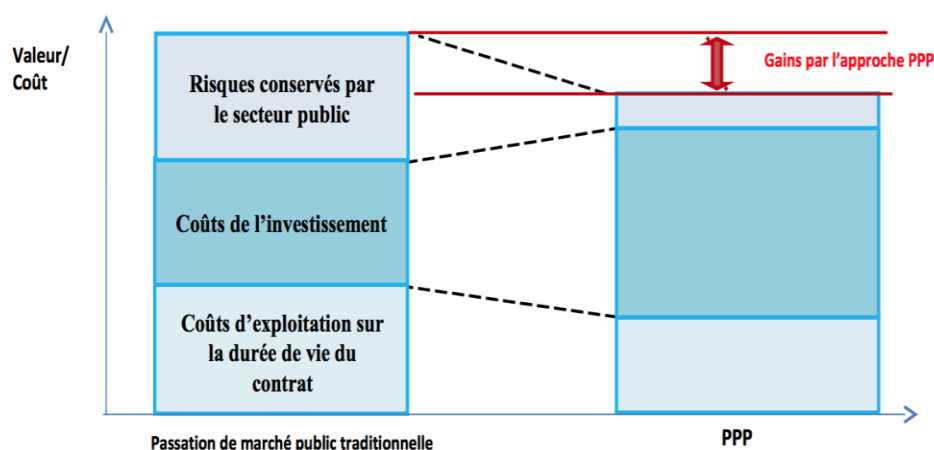 Valeur/
Coût
Risques conservés par
le secteur public
Gains par l’approche PPP
Coûts de l’investissement
Coûts d’exploitation sur
la durée de vie du
contrat
Passation de marché public traditionnelle
PPP